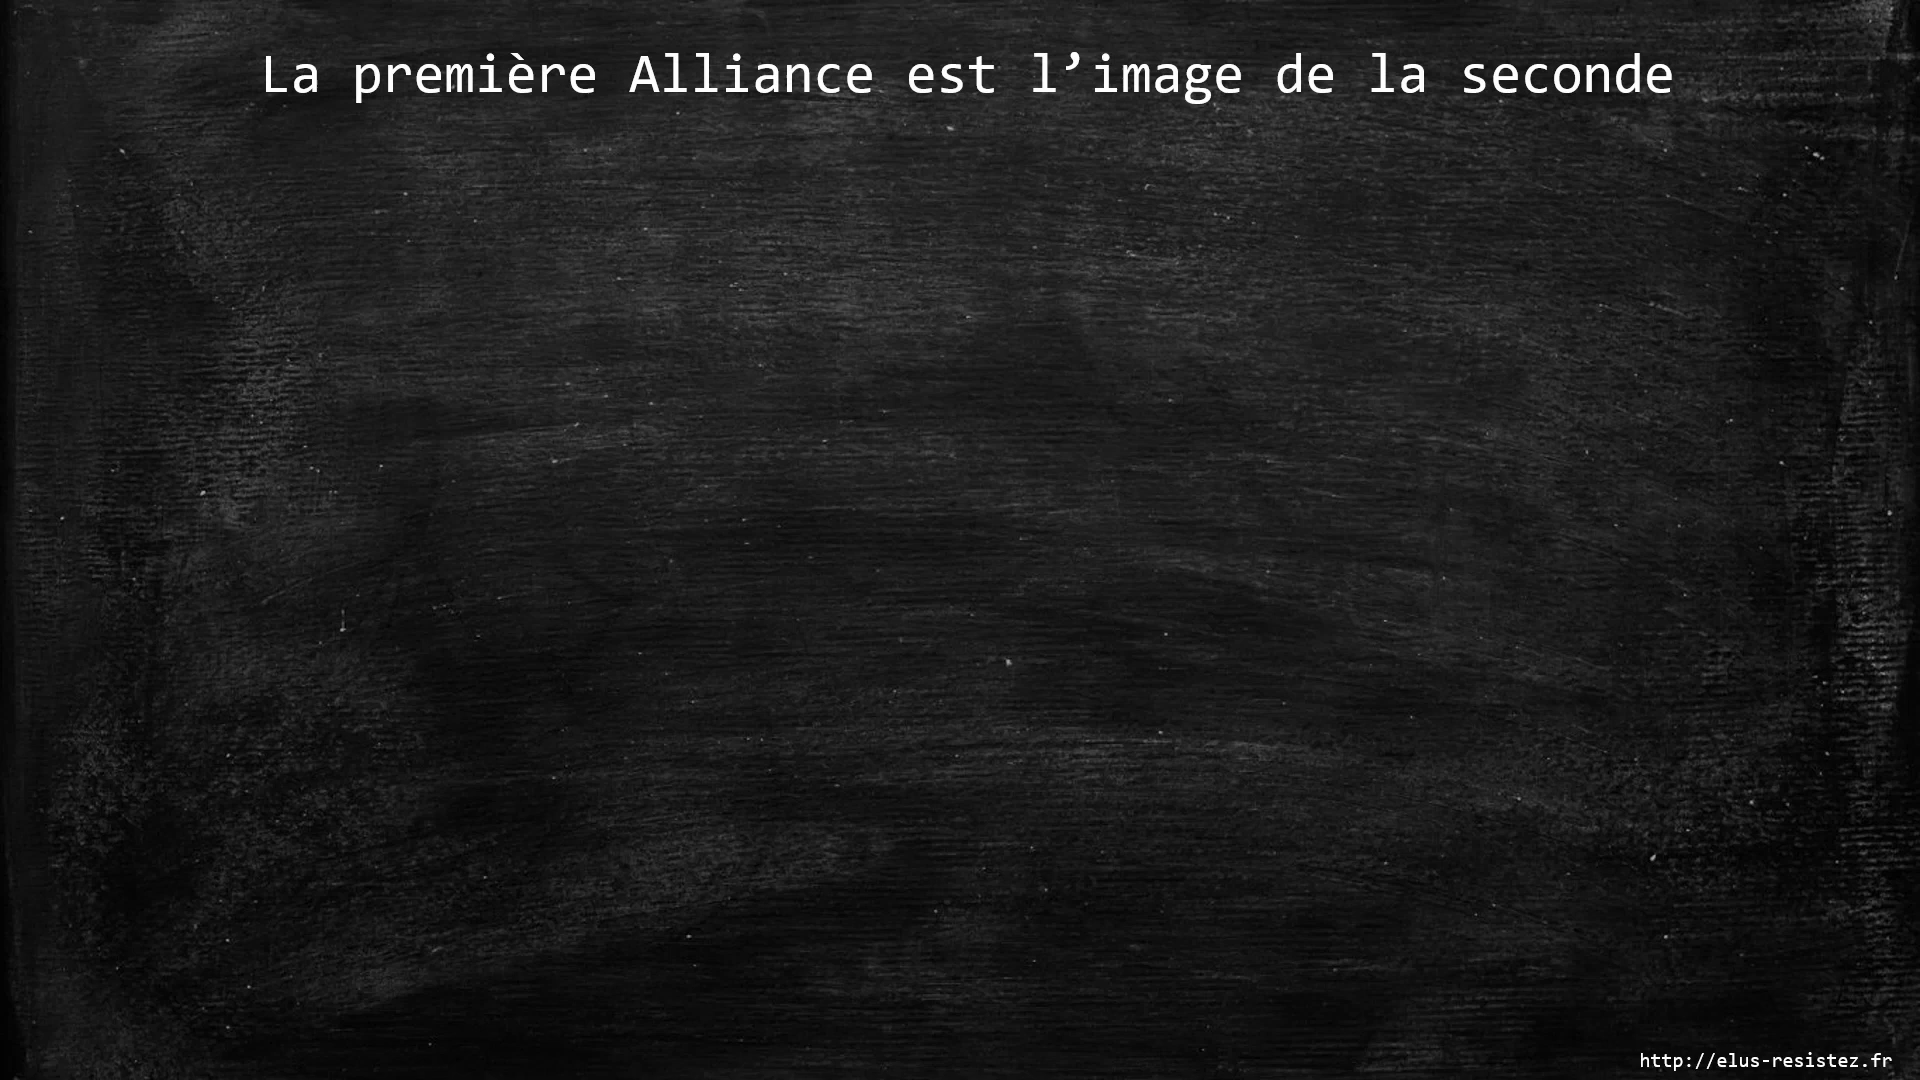 La première Alliance est l’image de la seconde
http://elus-resistez.fr